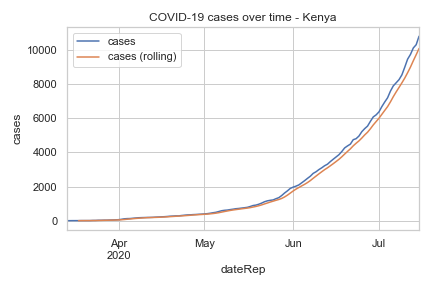 COVID-19 cases over time - Kenya
cases
cases (rolling)
10000
8000
6000
4000
2000
0
cases
Apr
2020
May
Jun
Jul
dateRep